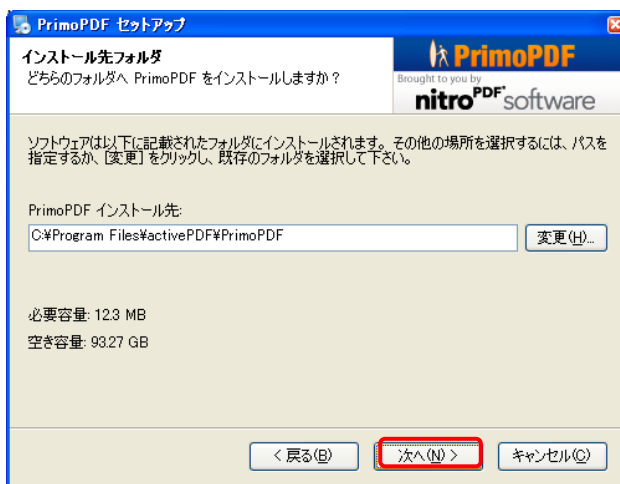 PrimoPDF セットアップ
インストール先フォルダ
どちらのフォルダへ PrimoPDF をインストールしますか？
PrimoPDF
Brought to you by
nitroPDF software
ソフトウェアは以下に記載されたフォルダにインストールされます。その他の場所を選択するには、パスを
指定するか、[変更] をクリックし、既存のフォルダを選択して下さい。
PrimoPDF インストール先:
C:¥Program Files¥activePDF¥PrimoPDF
変更(H)...
必要容量: 12.3 MB
空き容量: 93.27 GB
< 戻る(B)
次へ(N) >
キャンセル(C)